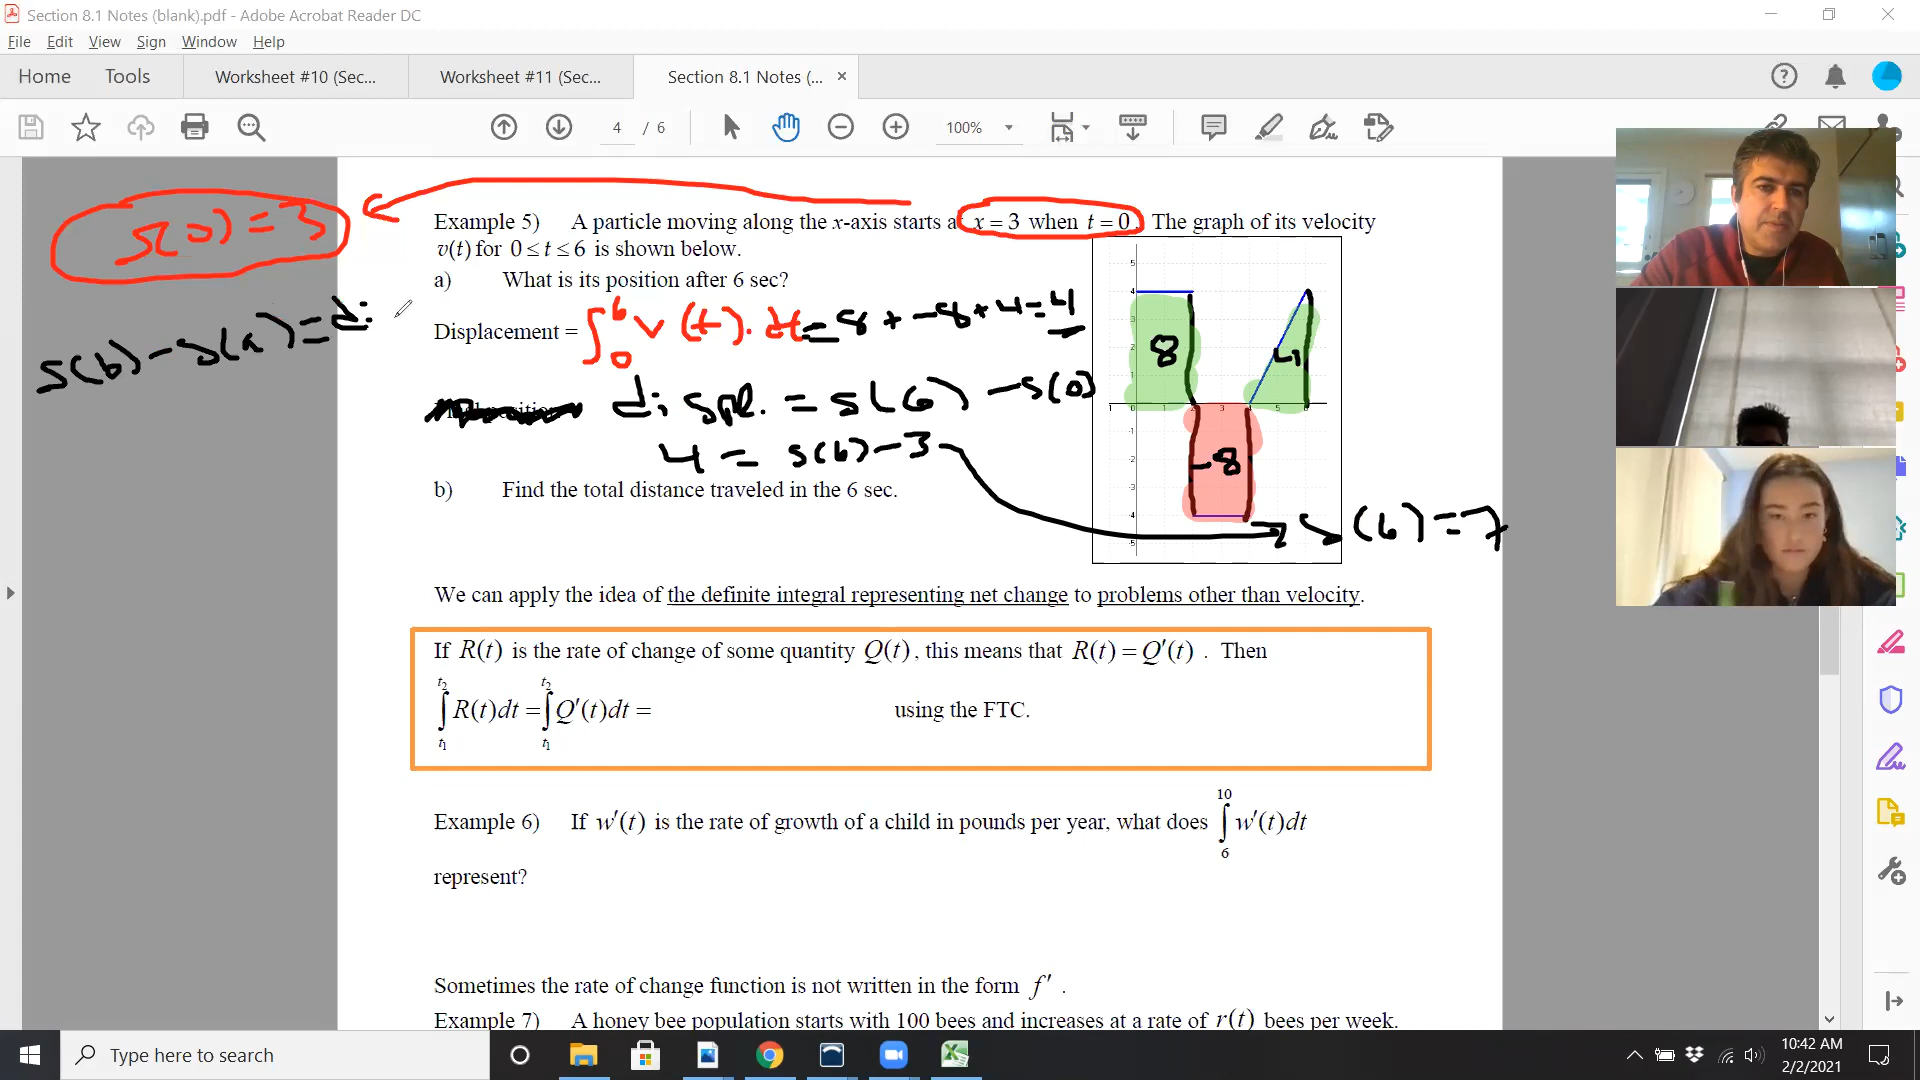 Section 8.1 Notes (blank).pdf - Adobe Acrobat Reader DC
File Edit View Sign Window Help
Home Tools Worksheet #10 (Sec... Worksheet #11 (Sec... Section 8.1 Notes (... ×
4 / 6 100%
s(0) = 3
Example 5) A particle moving along the x-axis starts a x = 3 when t = 0. The graph of its velocity
v(t) for 0 ≤ t ≤ 6 is shown below.
a) What is its position after 6 sec?
s(b) - s(a) = di
Displacement = ∫₀⁶ v(t) · dt = 8 + -8 + 4 = 4
displ. = s(6) - s(0)
4 = s(6) - 3
s(6) = 7
8
-8
4
b) Find the total distance traveled in the 6 sec.
We can apply the idea of the definite integral representing net change to problems other than velocity.
If R(t) is the rate of change of some quantity Q(t), this means that R(t) = Q′(t) . Then
∫_{t₁}^{t₂} R(t)dt = ∫_{t₁}^{t₂} Q′(t)dt = using the FTC.
Example 6) If w′(t) is the rate of growth of a child in pounds per year, what does ∫₆¹⁰ w′(t)dt
represent?
Sometimes the rate of change function is not written in the form f′ .
Example 7) A honey bee population starts with 100 bees and increases at a rate of r(t) bees per week.
Type here to search
10:42 AM
2/2/2021